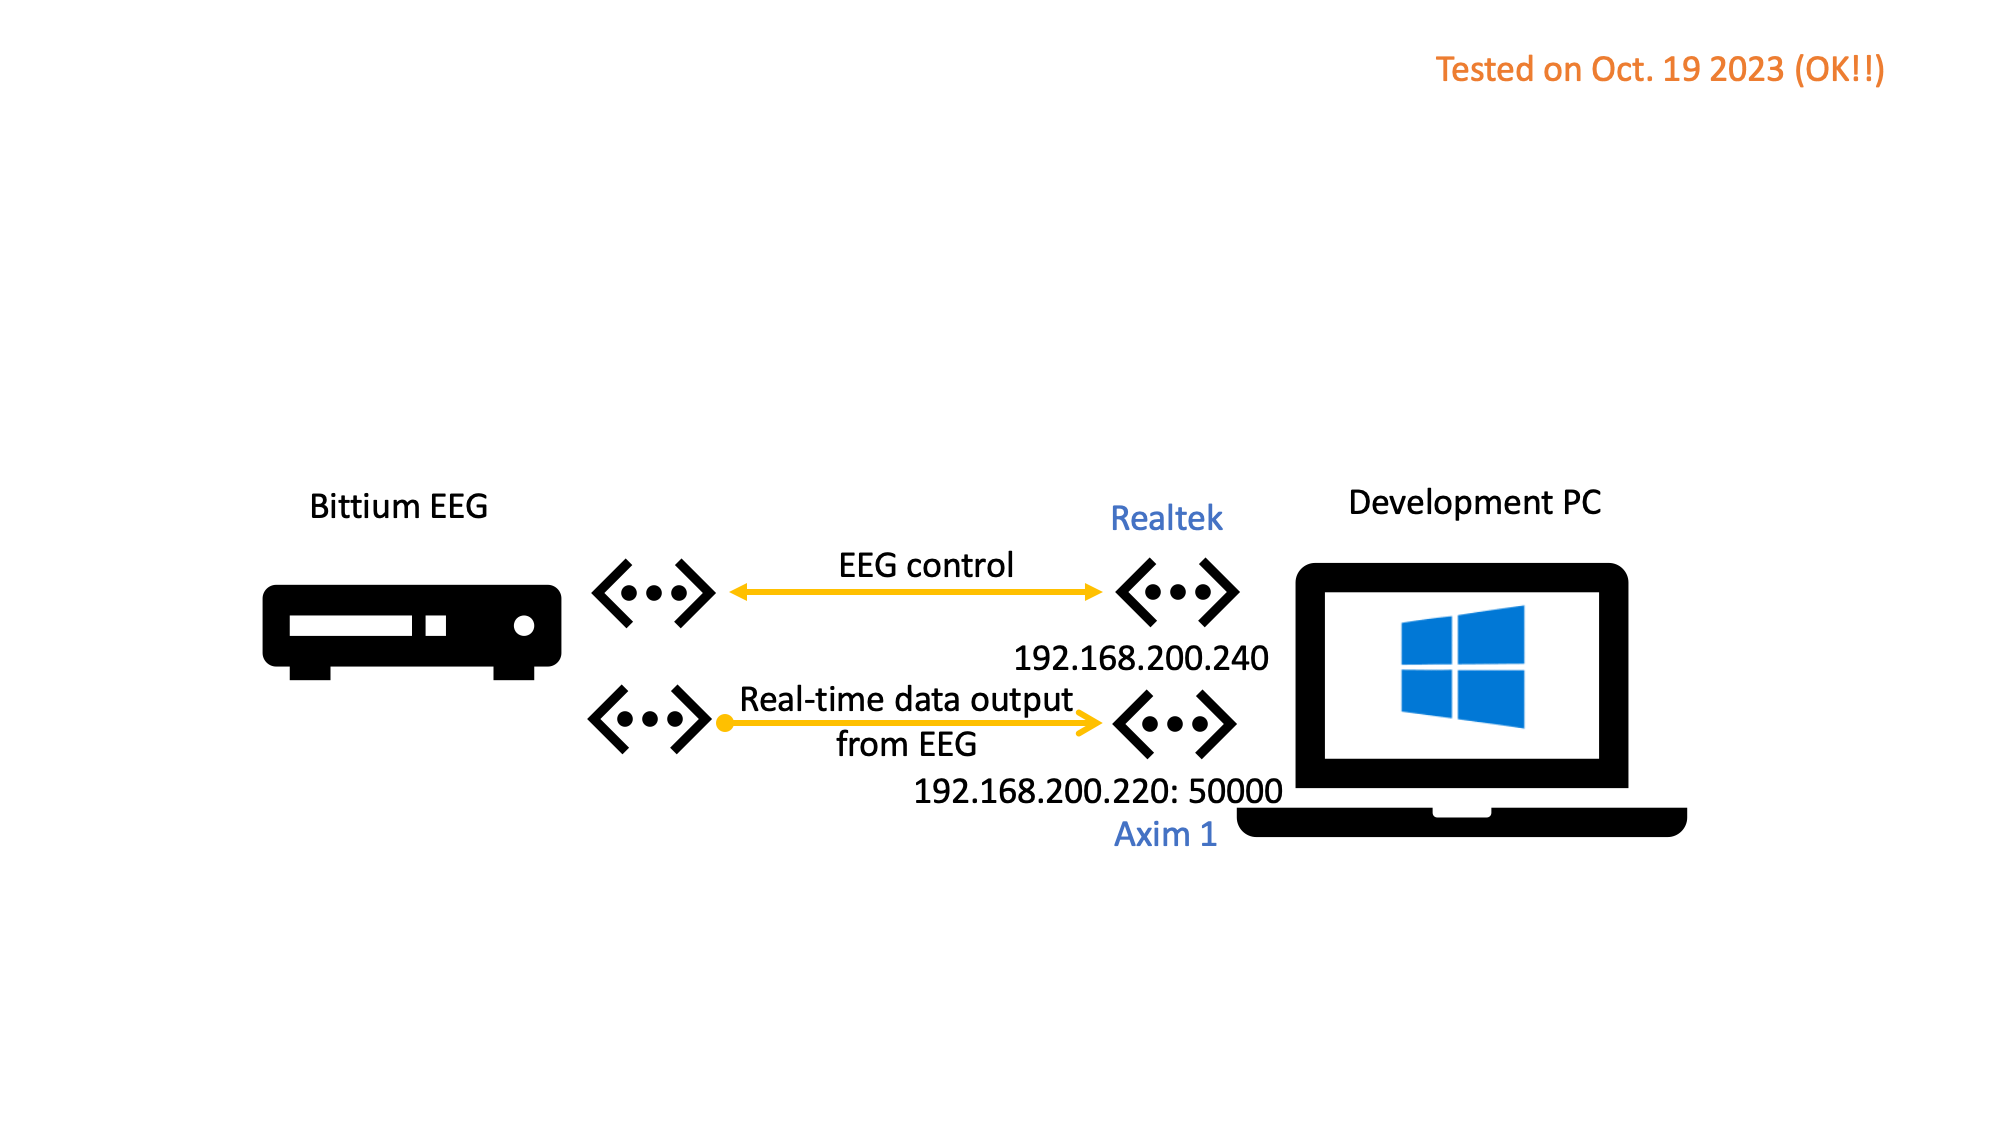 Tested on Oct. 19 2023 (OK!!)
Bittium EEG
Realtek
Development PC
EEG control
192.168.200.240
Real-time data output
from EEG
192.168.200.220: 50000
Axim 1